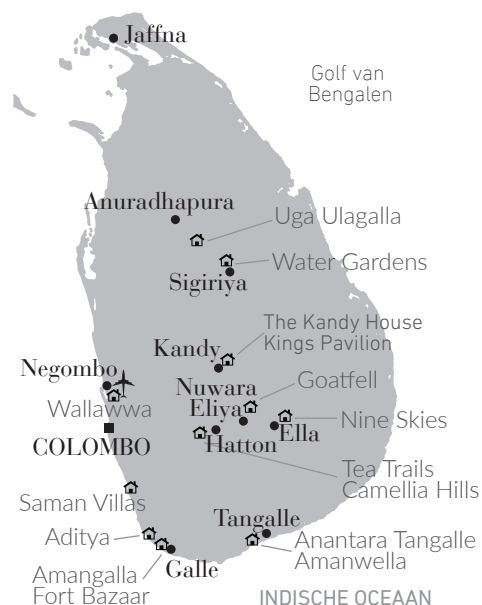 Jaffna
Golf van
Bengalen
Anuradhapura
Uga Ulagalla
Water Gardens
Sigiriya
The Kandy House
Kings Pavilion
Kandy
Negombo
Nuwara
Eliya
Goatfell
Wallawwa
Nine Skies
Ella
COLOMBO
Hatton
Tea Trails
Camellia Hills
Saman Villas
Tangalle
Aditya
Anantara Tangalle
Amanwella
Galle
Amangalla
Fort Bazaar
INDISCHE OCEAAN